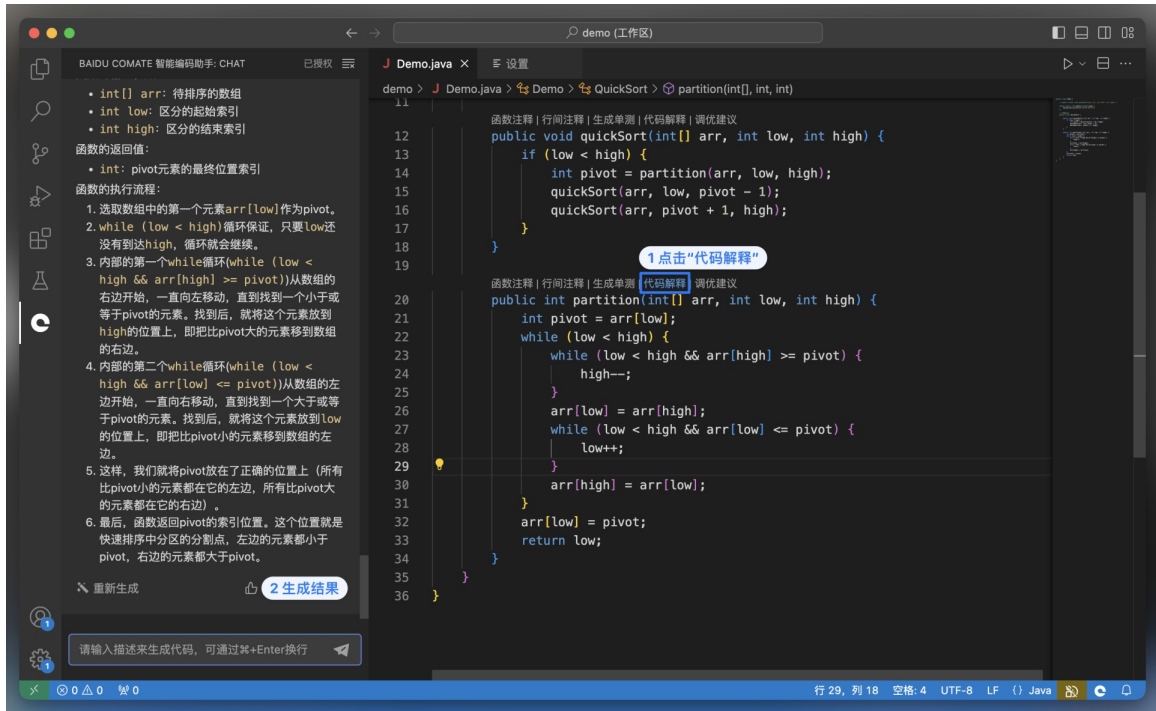 demo (工作区)
BAIDU COMATE 智能编码助手: CHAT
已授权
int[] arr: 待排序的数组
int low: 区分的起始索引
int high: 区分的结束索引
函数的返回值:
int: pivot元素的最终位置索引
函数的执行流程:
1. 选取数组中的第一个元素arr[low]作为pivot。
2. while (low < high)循环保证，只要low还
没有到达high，循环就会继续。
3. 内部的第一个while循环(while (low <
high && arr[high] >= pivot))从数组的
右边开始，一直向左移动，直到找到一个小于或
等于pivot的元素。找到后，就将这个元素放到
high的位置上，即把比pivot大的元素移到数组
的右边。
4. 内部的第二个while循环(while (low <
high && arr[low] <= pivot))从数组的左
边开始，一直向右移动，直到找到一个大于或等
于pivot的元素。找到后，就将这个元素放到low
的位置上，即把比pivot小的元素移到数组的左
边。
5. 这样，我们就将pivot放在了正确的位置上（所有
比pivot小的元素都在它的左边，所有比pivot大
的元素都在它的右边）。
6. 最后，函数返回pivot的索引位置。这个位置就是
快速排序中分区的分割点，左边的元素都小于
pivot，右边的元素都大于pivot。
重新生成
2 生成结果
请输入描述来生成代码，可通过⌘+Enter换行
J Demo.java ×
设置
demo > J Demo.java > Demo > QuickSort > partition(int[], int, int)
11
函数注释 | 行间注释 | 生成单测 | 代码解释 | 调优建议
12 public void quickSort(int[] arr, int low, int high) {
13 if (low < high) {
14 int pivot = partition(arr, low, high);
15 quickSort(arr, low, pivot - 1);
16 quickSort(arr, pivot + 1, high);
17 }
18 }
1 点击“代码解释”
19
函数注释 | 行间注释 | 生成单测 | 代码解释 | 调优建议
20 public int partition(int[] arr, int low, int high) {
21 int pivot = arr[low];
22 while (low < high) {
23 while (low < high && arr[high] >= pivot) {
24 high--;
25 }
26 arr[low] = arr[high];
27 while (low < high && arr[low] <= pivot) {
28 low++;
29 }
30 arr[high] = arr[low];
31 }
32 arr[low] = pivot;
33 return low;
34 }
35 }
36 }
1
1
0 0 0
行 29，列 18 空格: 4 UTF-8 LF {} Java